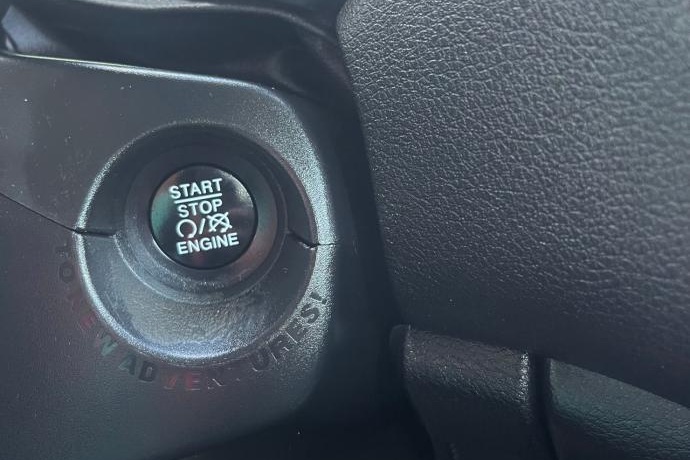 START
STOP
/
ENGINE
TO NEW ADVENTURES!